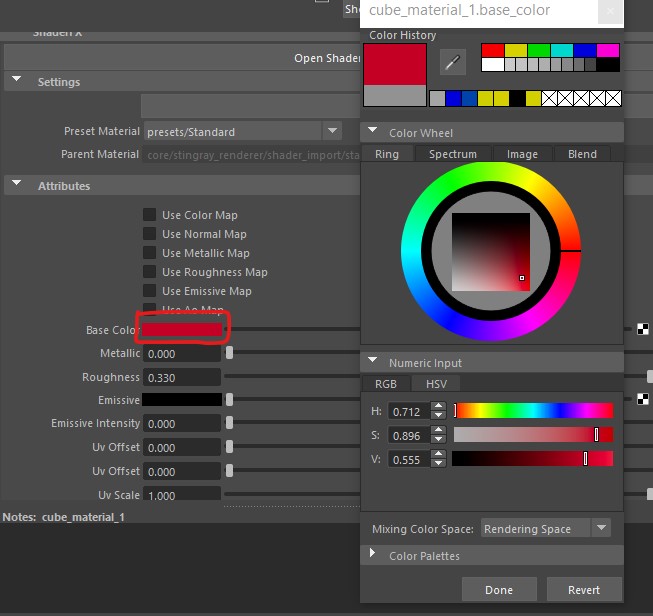 She
cube_material_1.base_color
ShaderFX
Open Shader
Color History
Settings
Preset Material presets/Standard
Parent Material core/stingray_renderer/shader_import/sta
Attributes
Use Color Map
Use Normal Map
Use Metallic Map
Use Roughness Map
Use Emissive Map
Use Ao Map
Base Color
Metallic 0.000
Roughness 0.330
Emissive
Emissive Intensity 0.000
Uv Offset 0.000
Uv Offset 0.000
Uv Scale 1.000
Notes: cube_material_1
Color Wheel
Ring Spectrum Image Blend
Numeric Input
RGB HSV
H: 0.712
S: 0.896
V: 0.555
Mixing Color Space: Rendering Space
Color Palettes
Done Revert